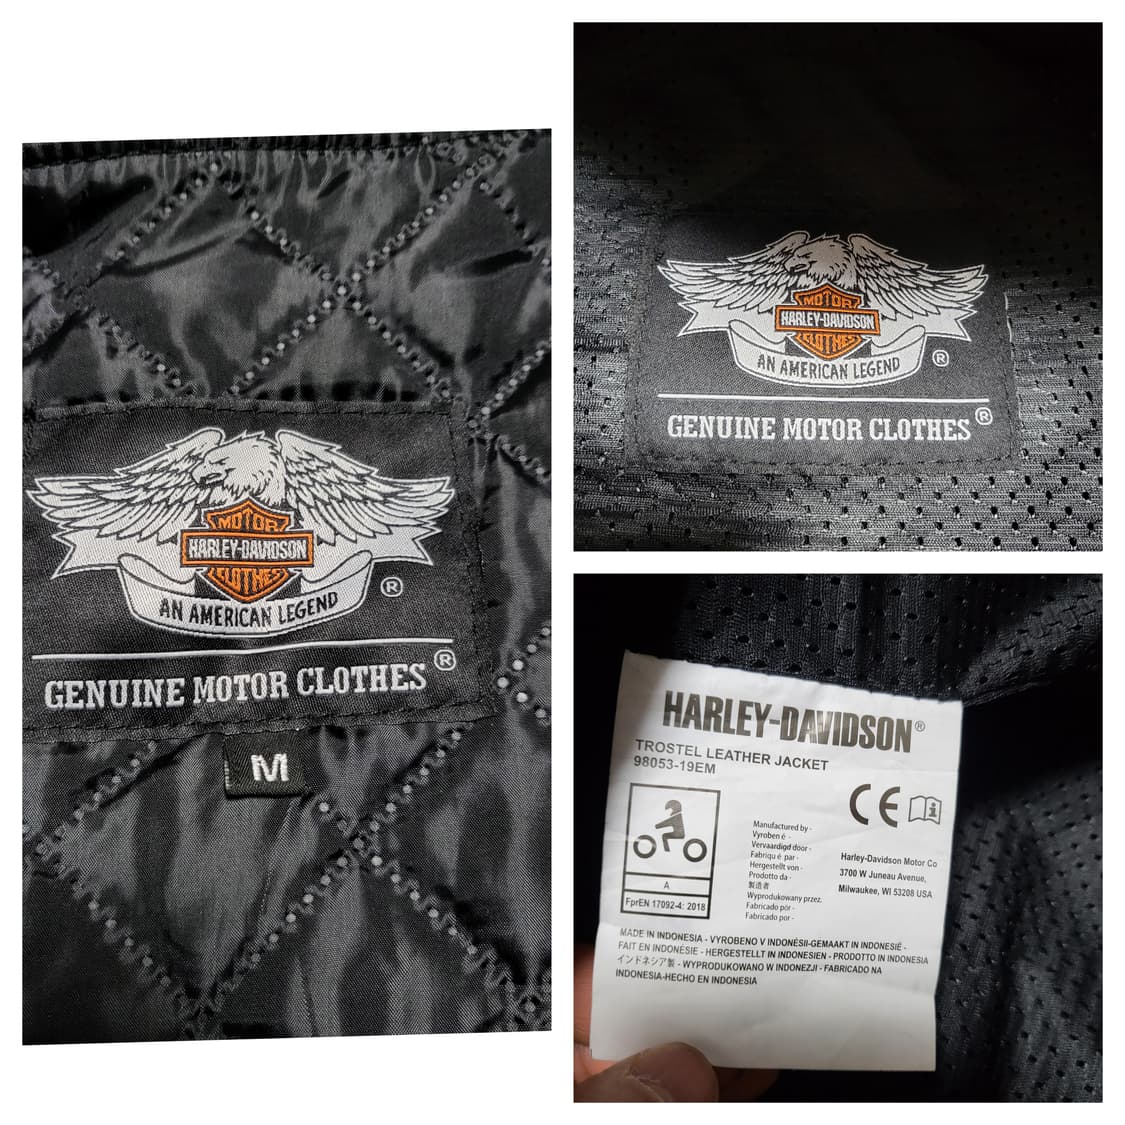 MOTOR
HARLEY-DAVIDSON
CLOTHES
AN AMERICAN LEGEND ®
GENUINE MOTOR CLOTHES ®
M
MOTOR
HARLEY-DAVIDSON
CLOTHES
AN AMERICAN LEGEND ®
GENUINE MOTOR CLOTHES ®
HARLEY-DAVIDSON®
TROSTEL LEATHER JACKET
98053-19EM
CE
i
A
FprEN 17092-4: 2018
Manufactured by -
Vyroben é -
Vervaardigd door -
Fabriqu é par -
Hergestellt von -
Prodotto da -
製造者
Wyprodukowany przez.
Fabricado pór -
Fabricado por -
Harley-Davidson Motor Co
3700 W Juneau Avenue,
Milwaukee, WI 53208 USA
MADE IN INDONESIA - VYROBENO V INDONÉSII-GEMAAKT IN INDONESIË -
FAIT EN INDONÉSIE - HERGESTELLT IN INDONESIEN - PRODOTTO IN INDONESIA
インドネシア製 - WYPRODUKOWANO W INDONEZJI - FABRICADO NA
INDONESIA-HECHO EN INDONESIA